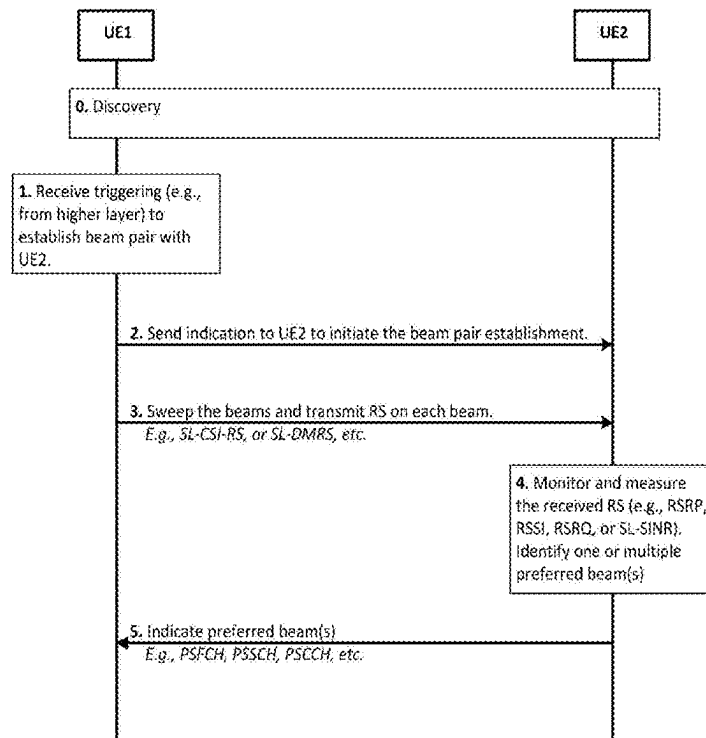 UE1
UE2
0. Discovery
1. Receive triggering (e.g.,
from higher layer) to
establish beam pair with
UE2.
2. Send indication to UE2 to initiate the beam pair establishment.
3. Sweep the beams and transmit RS on each beam.
E.g., SL-CSI-RS, or SL-DMRS, etc.
4. Monitor and measure
the received RS (e.g., RSRP,
RSSI, RSRQ, or SL-SINR).
Identify one or multiple
preferred beam(s)
5. Indicate preferred beam(s)
E.g., PSFCH, PSSCH, PSCCH, etc.